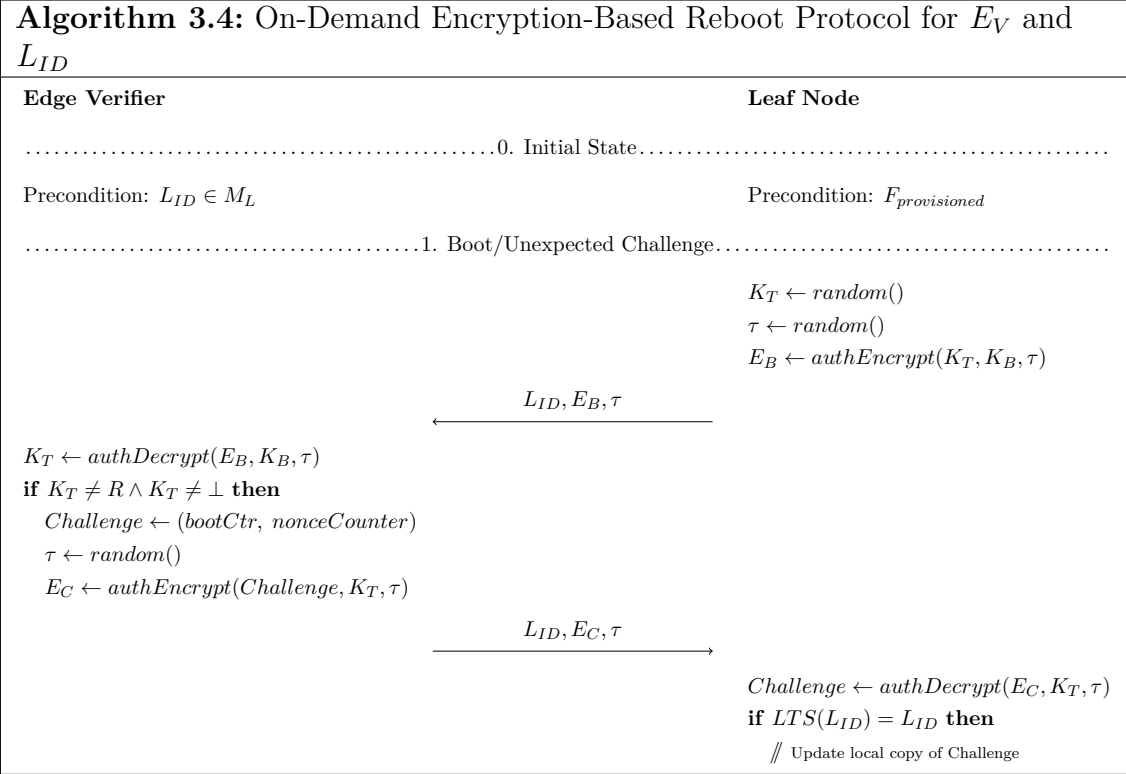 Algorithm 3.4: On-Demand Encryption-Based Reboot Protocol for E_V and
L_ID
Edge Verifier Leaf Node
................................................0. Initial State................................................
Precondition: L_ID ∈ M_L Precondition: F_provisioned
........................................1. Boot/Unexpected Challenge........................................
K_T ← random()
τ ← random()
E_B ← authEncrypt(K_T, K_B, τ)
L_ID, E_B, τ
K_T ← authDecrypt(E_B, K_B, τ)
if K_T ≠ R ∧ K_T ≠ ⊥ then
Challenge ← (bootCtr, nonceCounter)
τ ← random()
E_C ← authEncrypt(Challenge, K_T, τ)
L_ID, E_C, τ
Challenge ← authDecrypt(E_C, K_T, τ)
if LTS(L_ID) = L_ID then
// Update local copy of Challenge